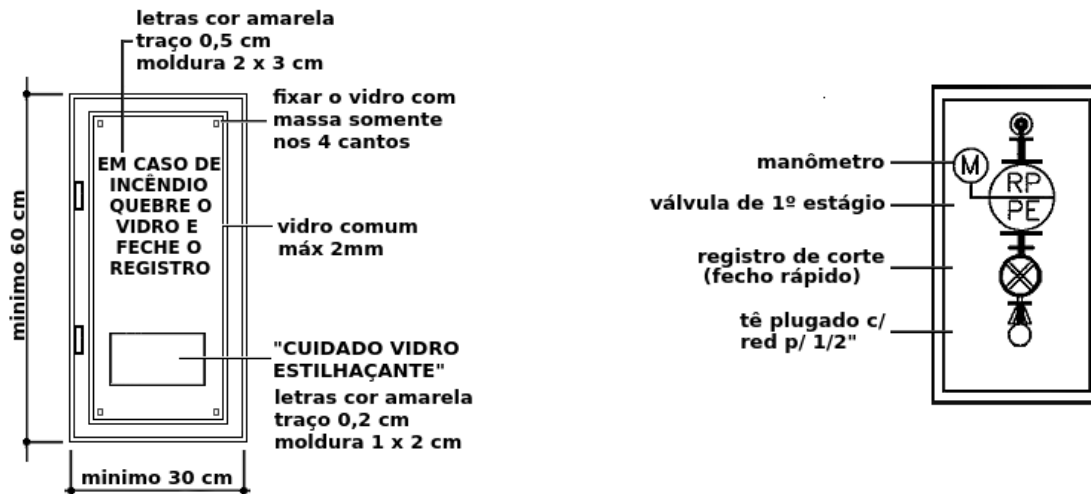 letras cor amarela
traço 0,5 cm
moldura 2 x 3 cm
fixar o vidro com
massa somente
nos 4 cantos
EM CASO DE
INCÊNDIO
QUEBRE O
VIDRO E
FECHE O
REGISTRO
vidro comum
máx 2mm
minimo 60 cm
"CUIDADO VIDRO
ESTILHAÇANTE"
letras cor amarela
traço 0,2 cm
moldura 1 x 2 cm
minimo 30 cm
manômetro
válvula de 1º estágio
registro de corte
(fecho rápido)
tê plugado c/
red p/ 1/2"
M
RP
PE